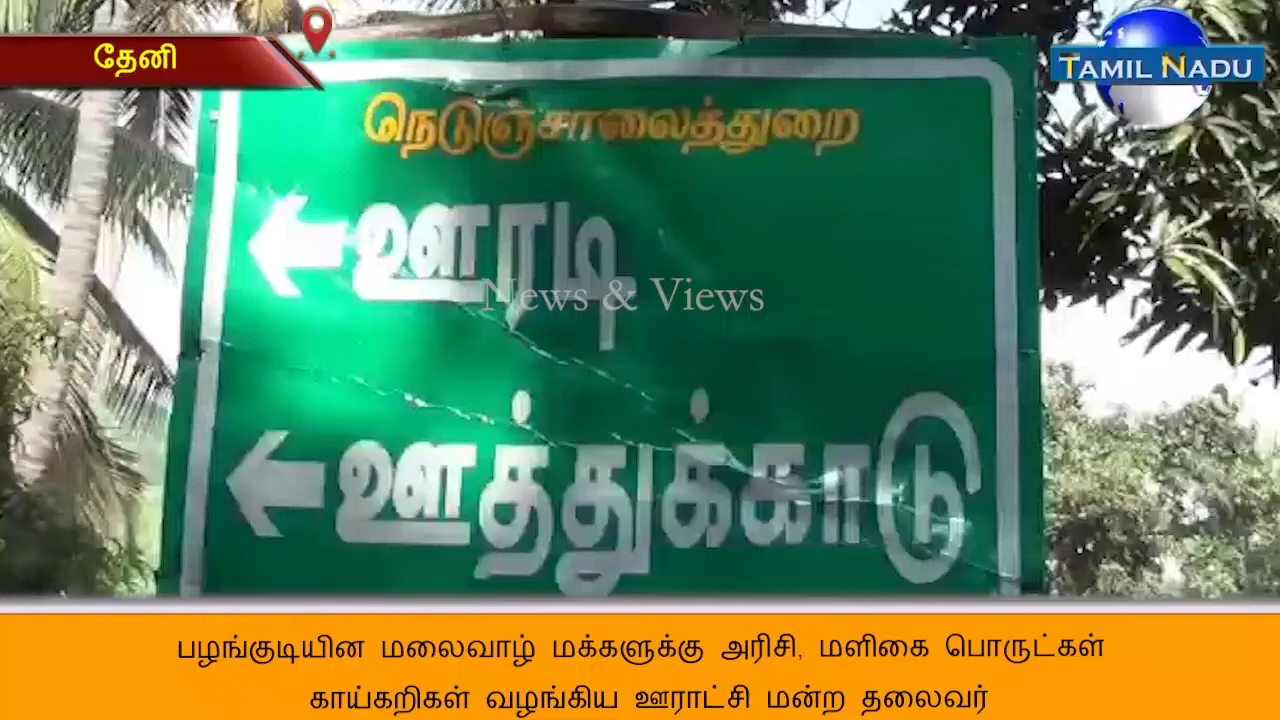 தேனி
TAMIL NADU
நெடுஞ்சாலைத்துறை
ஊரடி
News & Views
ஊத்துக்காடு
பழங்குடியின மலைவாழ் மக்களுக்கு அரிசி, மளிகை பொருட்கள்
காய்கறிகள் வழங்கிய ஊராட்சி மன்ற தலைவர்